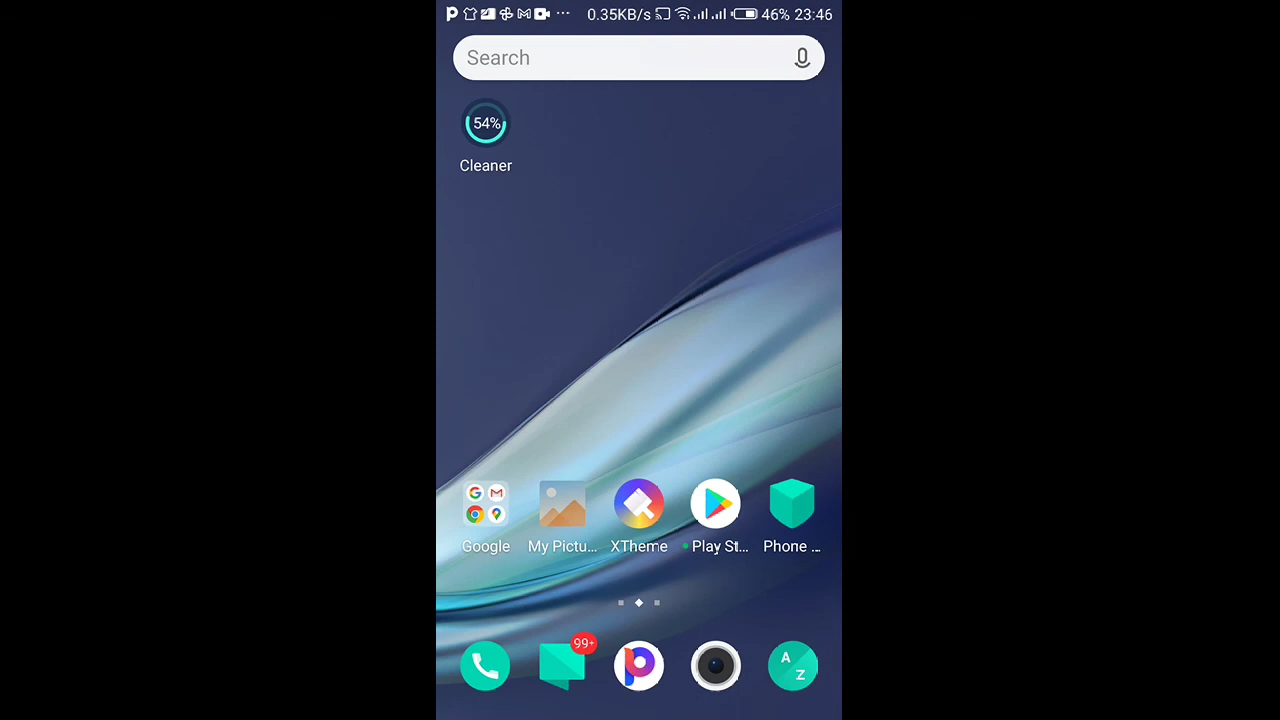 0.35KB/s 46% 23:46
Search
54%
Cleaner
Google My Pictu... XTheme Play St... Phone ...
99+
A
Z